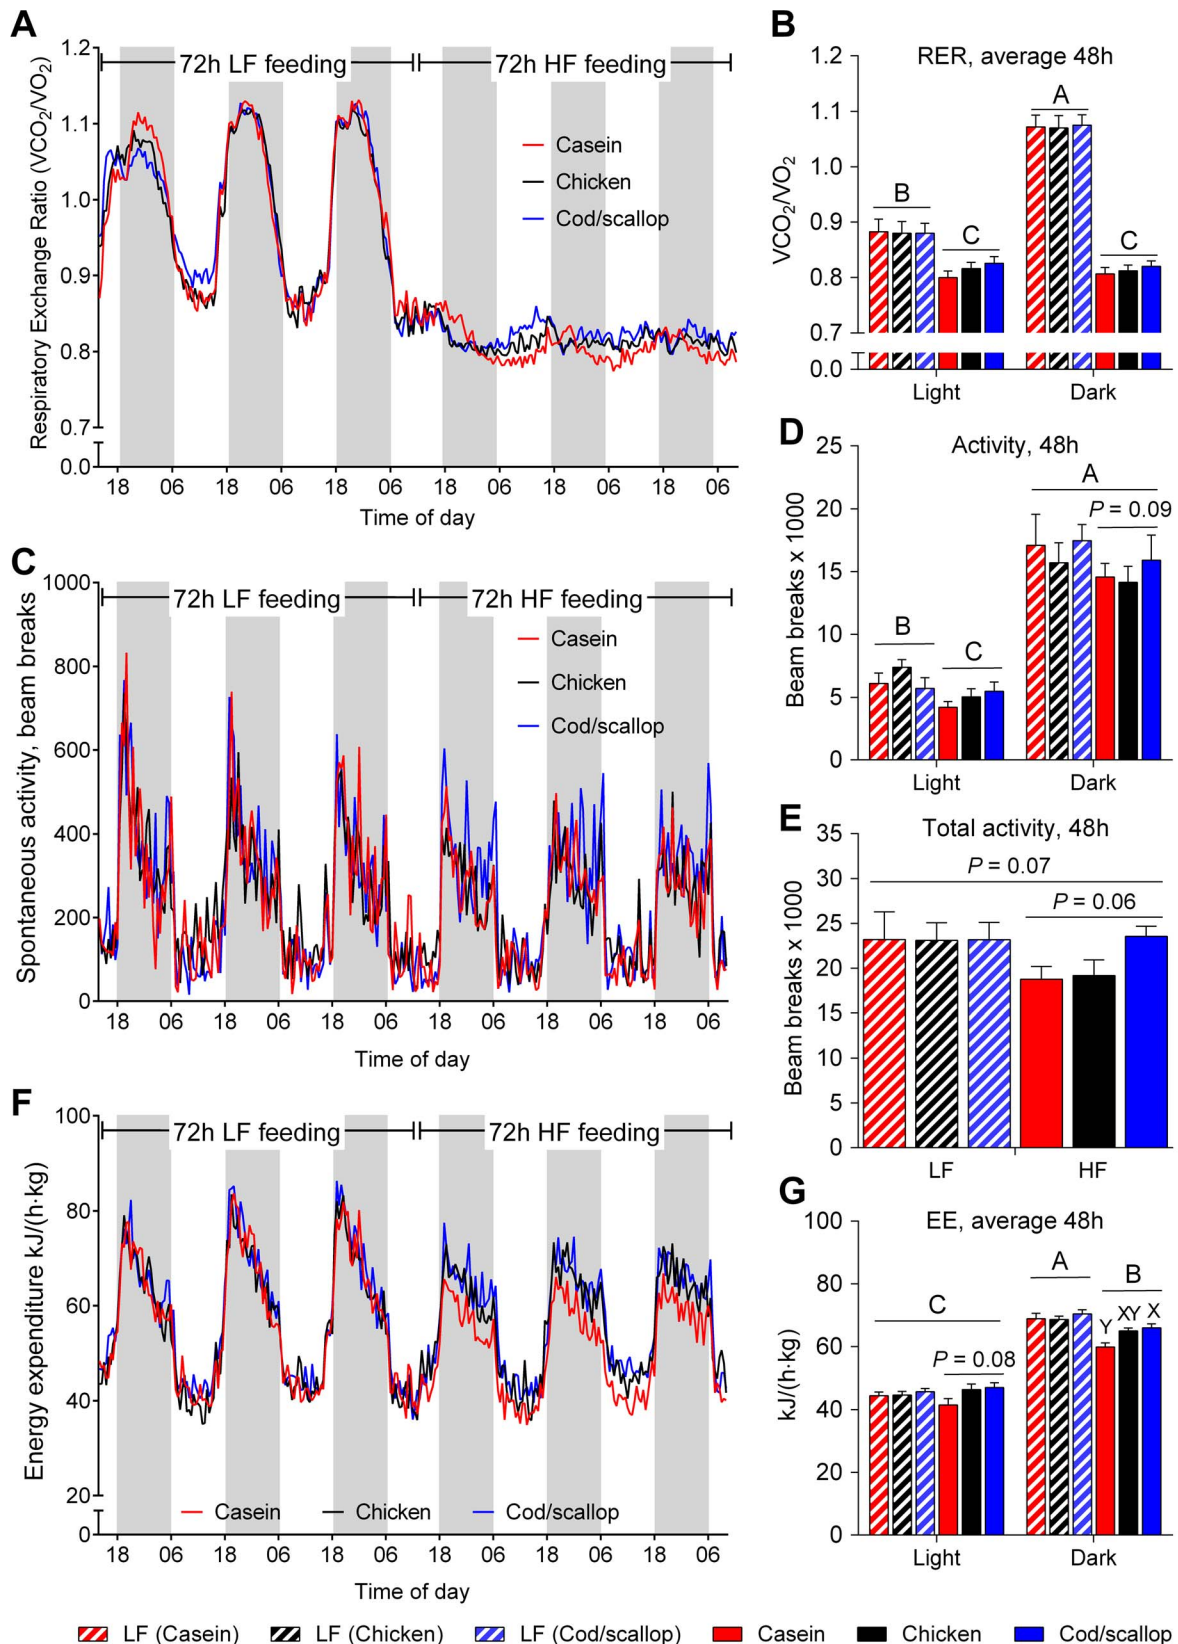 A
1.2
1.1
1.0
0.9
0.8
0.7
0.0
Respiratory Exchange Ratio (VCO2/VO2)
72h LF feeding
72h HF feeding
Casein
Chicken
Cod/scallop
18 06 18 06 18 06 18 06 18 06 18 06
Time of day
B
RER, average 48h
1.2
1.1
1.0
0.9
0.8
0.7
0.0
VCO2/VO2
B
C
A
C
Light Dark
C
1000
800
600
400
200
0
Spontaneous activity, beam breaks
72h LF feeding
72h HF feeding
Casein
Chicken
Cod/scallop
18 06 18 06 18 06 18 06 18 06 18 06
Time of day
D
Activity, 48h
25
20
15
10
5
0
Beam breaks x 1000
B
C
A
P = 0.09
Light Dark
E
Total activity, 48h
35
30
25
20
15
10
5
0
Beam breaks x 1000
P = 0.07
P = 0.06
LF HF
F
100
80
60
40
20
0
Energy expenditure kJ/(h·kg)
72h LF feeding
72h HF feeding
Casein Chicken Cod/scallop
18 06 18 06 18 06 18 06 18 06 18 06
Time of day
G
EE, average 48h
100
80
60
40
20
0
kJ/(h·kg)
C
P = 0.08
A
B
Y XY X
Light Dark
LF (Casein) LF (Chicken) LF (Cod/scallop) Casein Chicken Cod/scallop